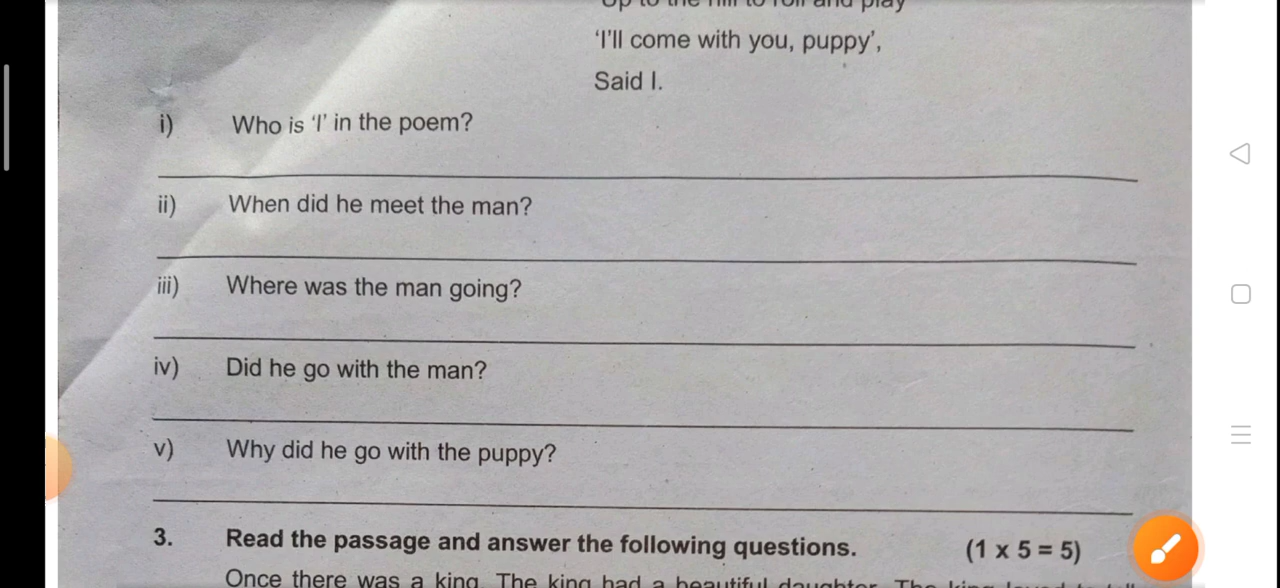 Up to the hill to roll and play
‘I’ll come with you, puppy’,
Said I.
i) Who is ‘I’ in the poem?
ii) When did he meet the man?
iii) Where was the man going?
iv) Did he go with the man?
v) Why did he go with the puppy?
3. Read the passage and answer the following questions. (1 x 5 = 5)
Once there was a king. The king had a beautiful daughter. The king loved to